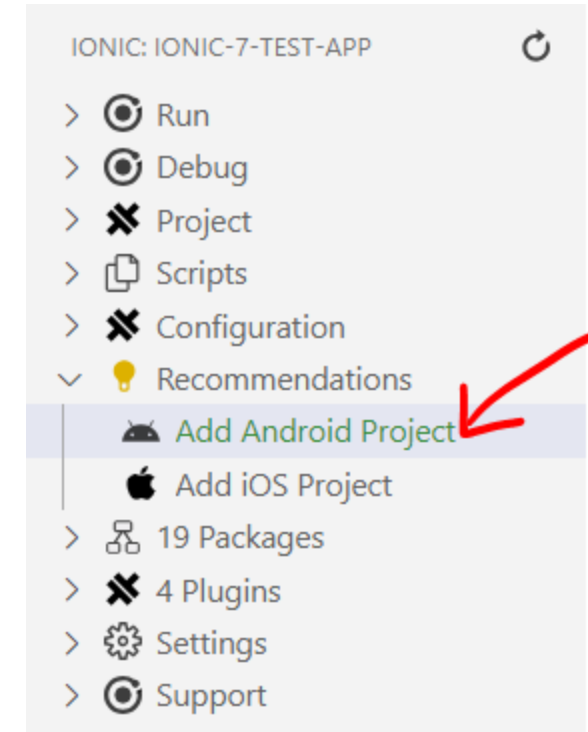 IONIC: IONIC-7-TEST-APP
Run
Debug
Project
Scripts
Configuration
Recommendations
Add Android Project
Add iOS Project
19 Packages
4 Plugins
Settings
Support